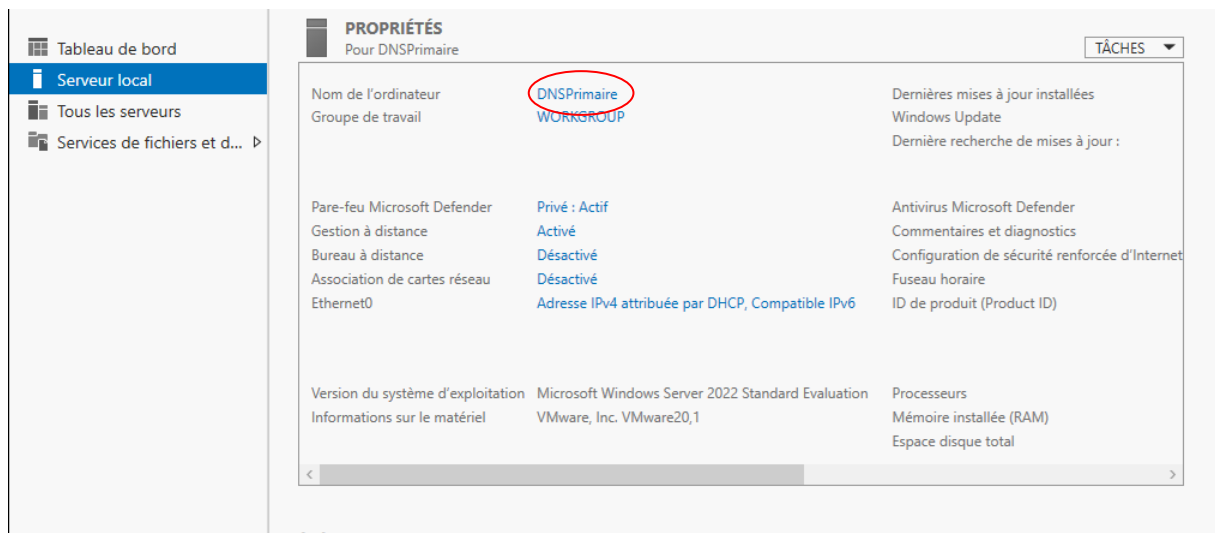 Tableau de bord
Serveur local
Tous les serveurs
Services de fichiers et d...
PROPRIÉTÉS
Pour DNSPrimaire
TÂCHES
Nom de l'ordinateur DNSPrimaire Dernières mises à jour installées
Groupe de travail WORKGROUP Windows Update
Dernière recherche de mises à jour :
Pare-feu Microsoft Defender Privé : Actif Antivirus Microsoft Defender
Gestion à distance Activé Commentaires et diagnostics
Bureau à distance Désactivé Configuration de sécurité renforcée d'Internet
Association de cartes réseau Désactivé Fuseau horaire
Ethernet0 Adresse IPv4 attribuée par DHCP, Compatible IPv6 ID de produit (Product ID)
Version du système d'exploitation Microsoft Windows Server 2022 Standard Evaluation Processeurs
Informations sur le matériel VMware, Inc. VMware20,1 Mémoire installée (RAM)
Espace disque total